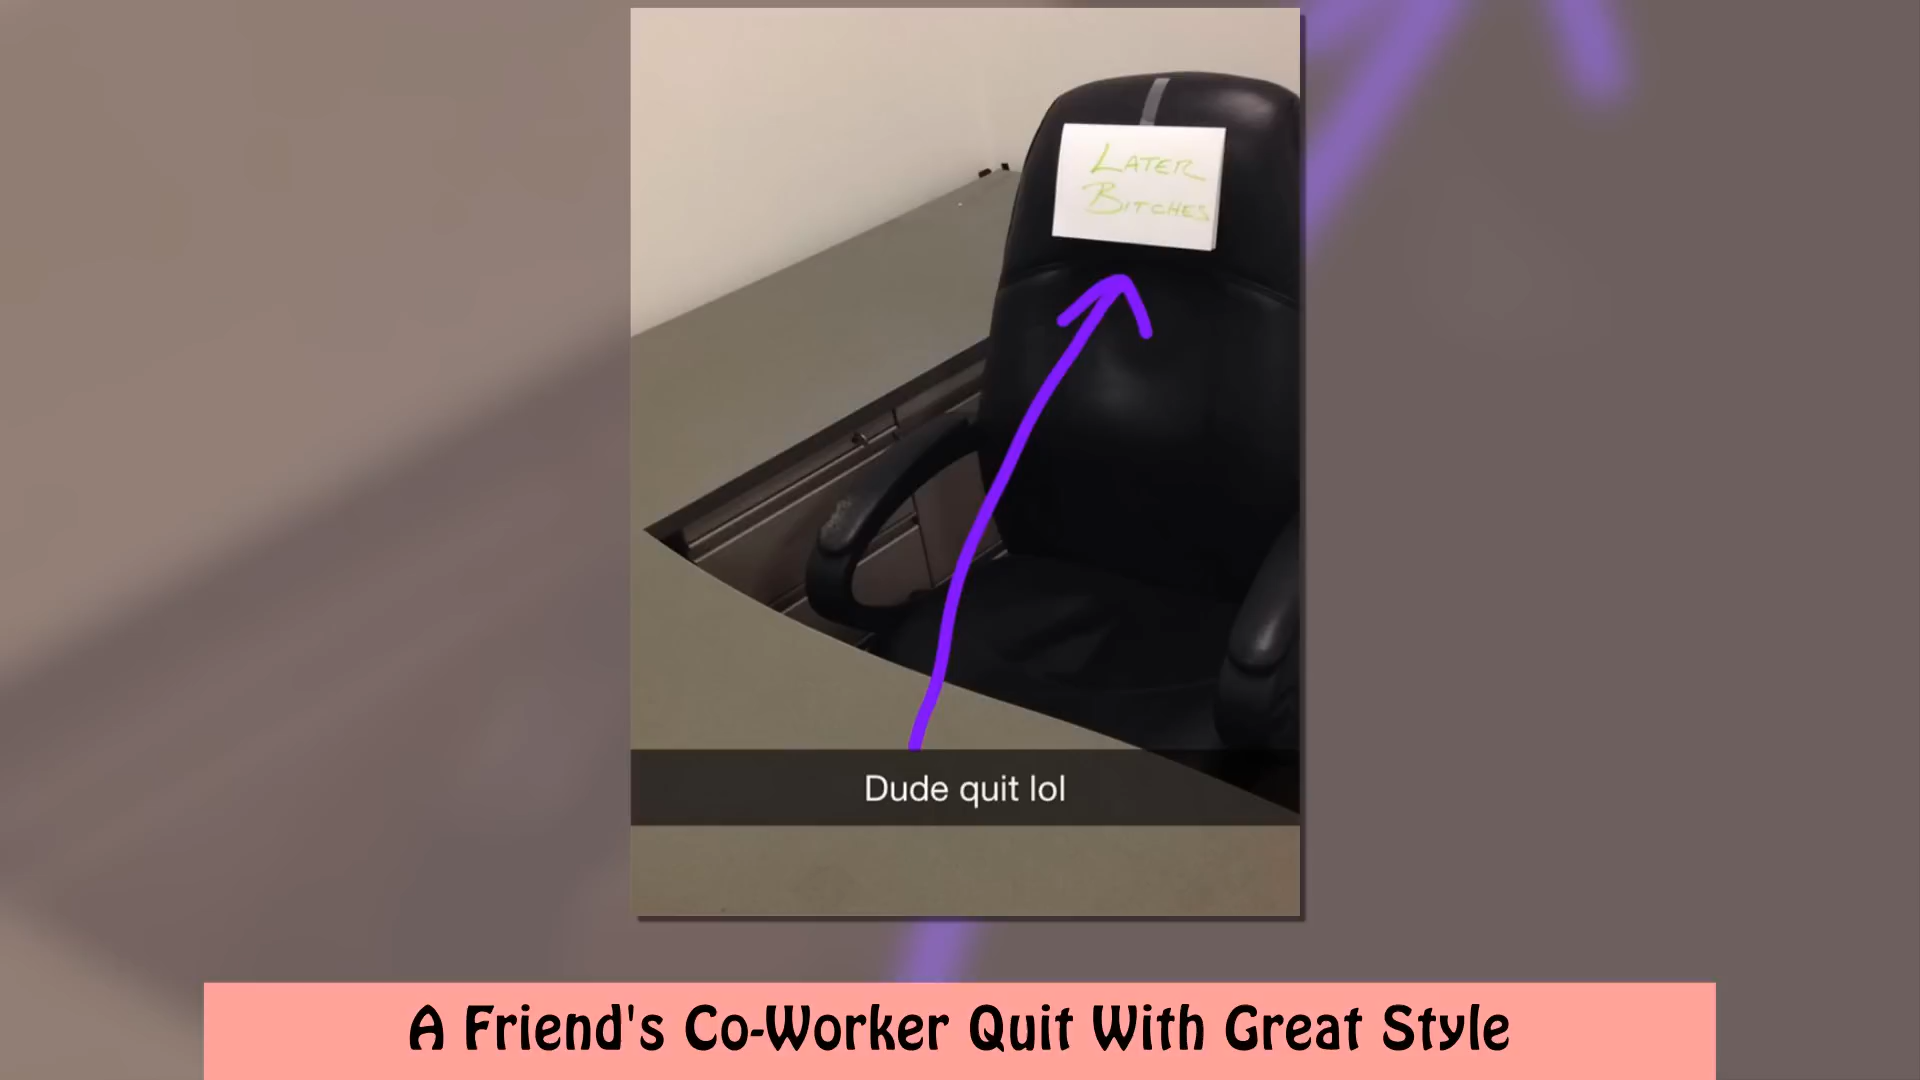 LATER
BITCHES
Dude quit lol
A Friend's Co-Worker Quit With Great Style